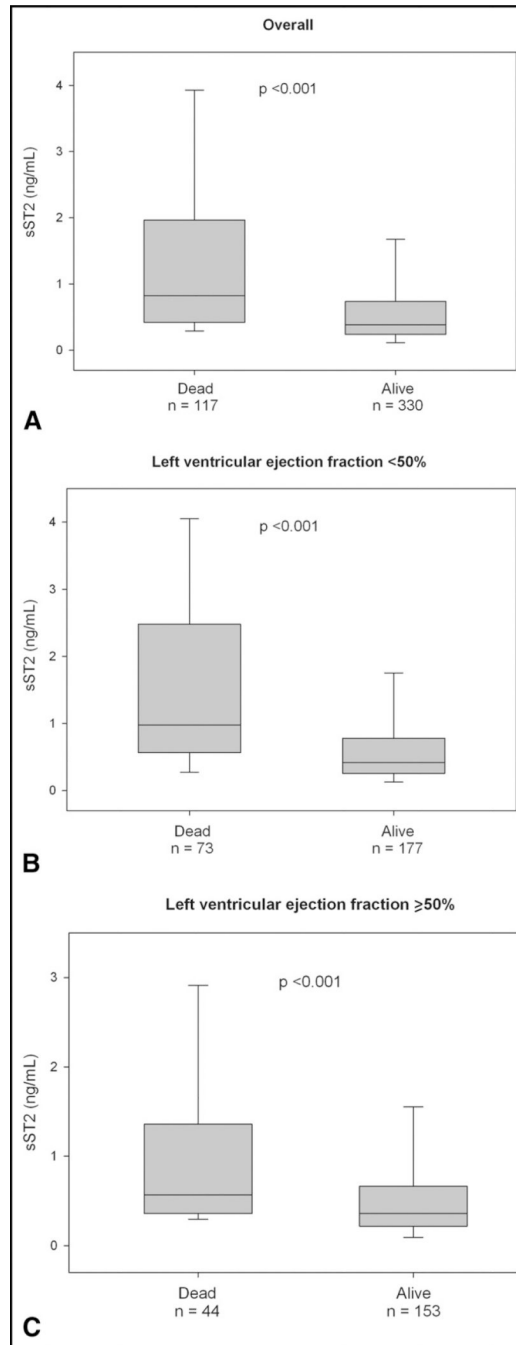 Overall
4
3
2
1
0
sST2 (ng/mL)
p <0.001
Dead
n = 117
Alive
n = 330
A
Left ventricular ejection fraction <50%
4
3
2
1
0
sST2 (ng/mL)
p <0.001
Dead
n = 73
Alive
n = 177
B
Left ventricular ejection fraction ≥50%
3
2
1
0
sST2 (ng/mL)
p <0.001
Dead
n = 44
Alive
n = 153
C